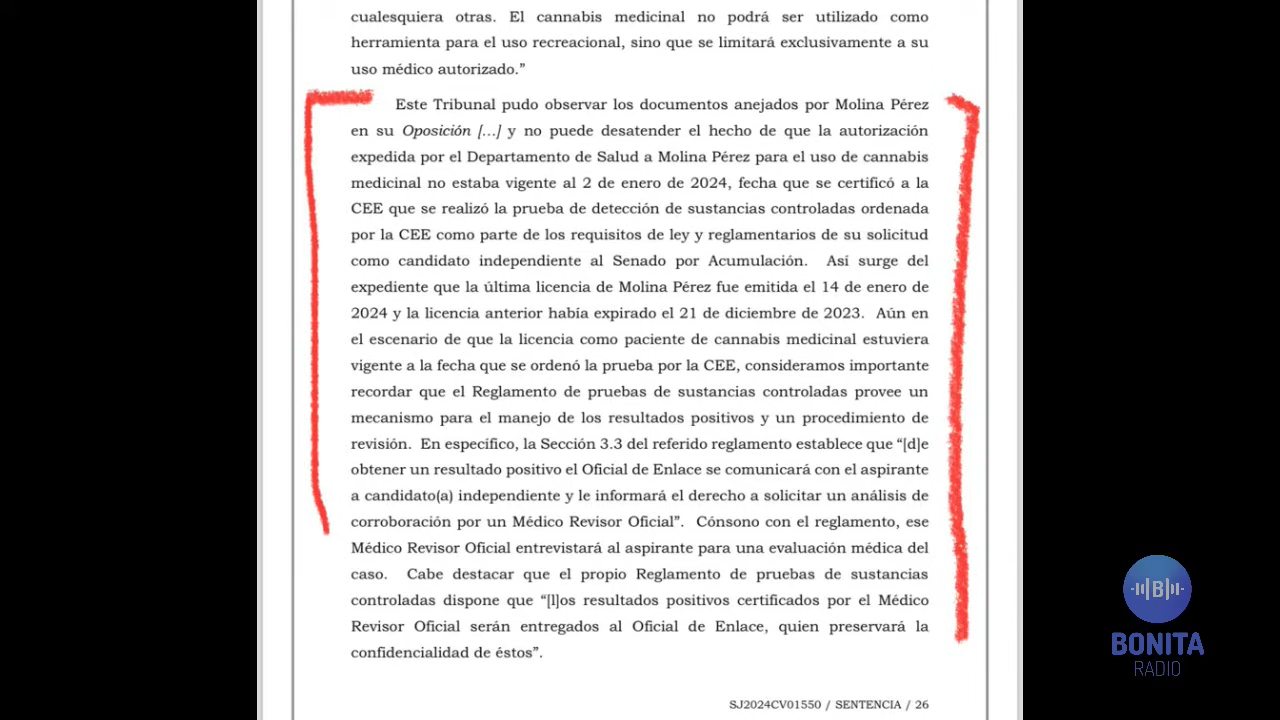 cualesquiera otras. El cannabis medicinal no podrá ser utilizado como
herramienta para el uso recreacional, sino que se limitará exclusivamente a su
uso médico autorizado.”
Este Tribunal pudo observar los documentos anejados por Molina Pérez
en su Oposición [...] y no puede desatender el hecho de que la autorización
expedida por el Departamento de Salud a Molina Pérez para el uso de cannabis
medicinal no estaba vigente al 2 de enero de 2024, fecha que se certificó a la
CEE que se realizó la prueba de detección de sustancias controladas ordenada
por la CEE como parte de los requisitos de ley y reglamentarios de su solicitud
como candidato independiente al Senado por Acumulación. Así surge del
expediente que la última licencia de Molina Pérez fue emitida el 14 de enero de
2024 y la licencia anterior había expirado el 21 de diciembre de 2023. Aún en
el escenario de que la licencia como paciente de cannabis medicinal estuviera
vigente a la fecha que se ordenó la prueba por la CEE, consideramos importante
recordar que el Reglamento de pruebas de sustancias controladas provee un
mecanismo para el manejo de los resultados positivos y un procedimiento de
revisión. En específico, la Sección 3.3 del referido reglamento establece que “[d]e
obtener un resultado positivo el Oficial de Enlace se comunicará con el aspirante
a candidato(a) independiente y le informará el derecho a solicitar un análisis de
corroboración por un Médico Revisor Oficial”. Cónsono con el reglamento, ese
Médico Revisor Oficial entrevistará al aspirante para una evaluación médica del
caso. Cabe destacar que el propio Reglamento de pruebas de sustancias
controladas dispone que “[l]os resultados positivos certificados por el Médico
Revisor Oficial serán entregados al Oficial de Enlace, quien preservará la
confidencialidad de éstos”.
SJ2024CV01550 / SENTENCIA / 26
B
BONITA
RADIO